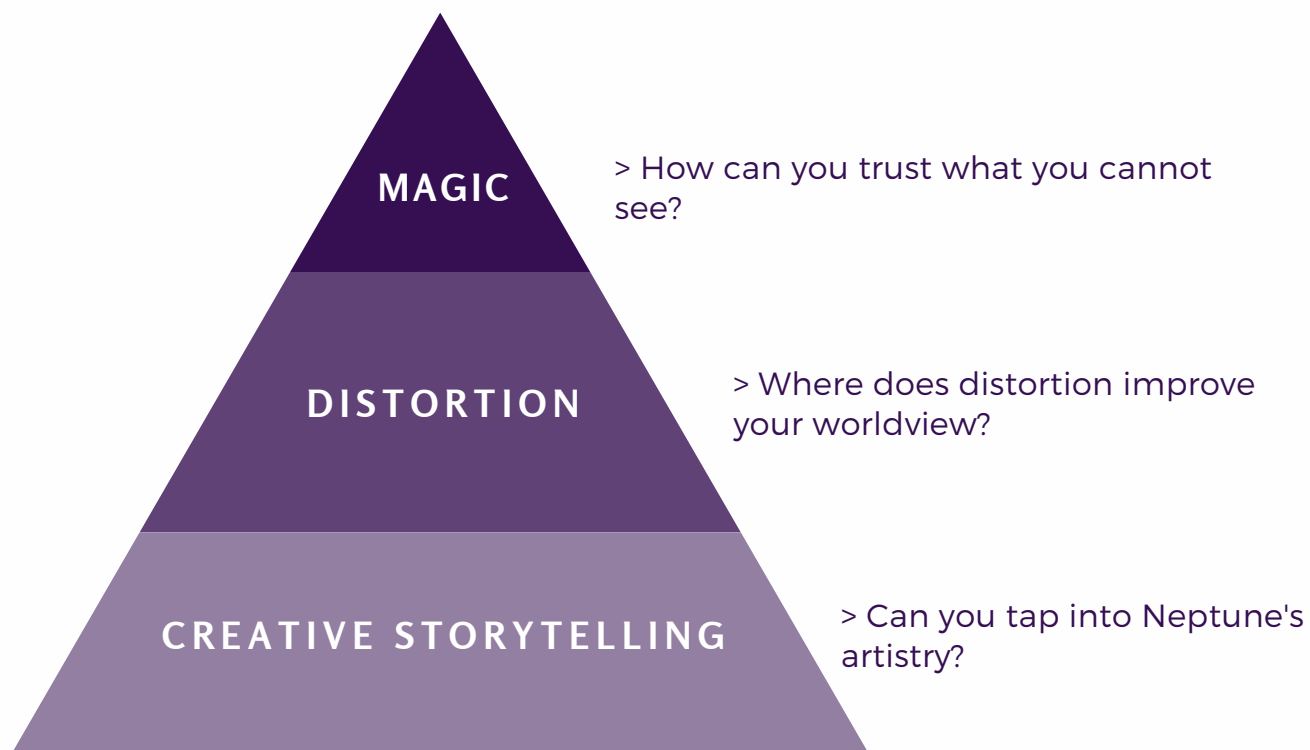 MAGIC
> How can you trust what you cannot
see?
DISTORTION
> Where does distortion improve
your worldview?
CREATIVE STORYTELLING
> Can you tap into Neptune's
artistry?